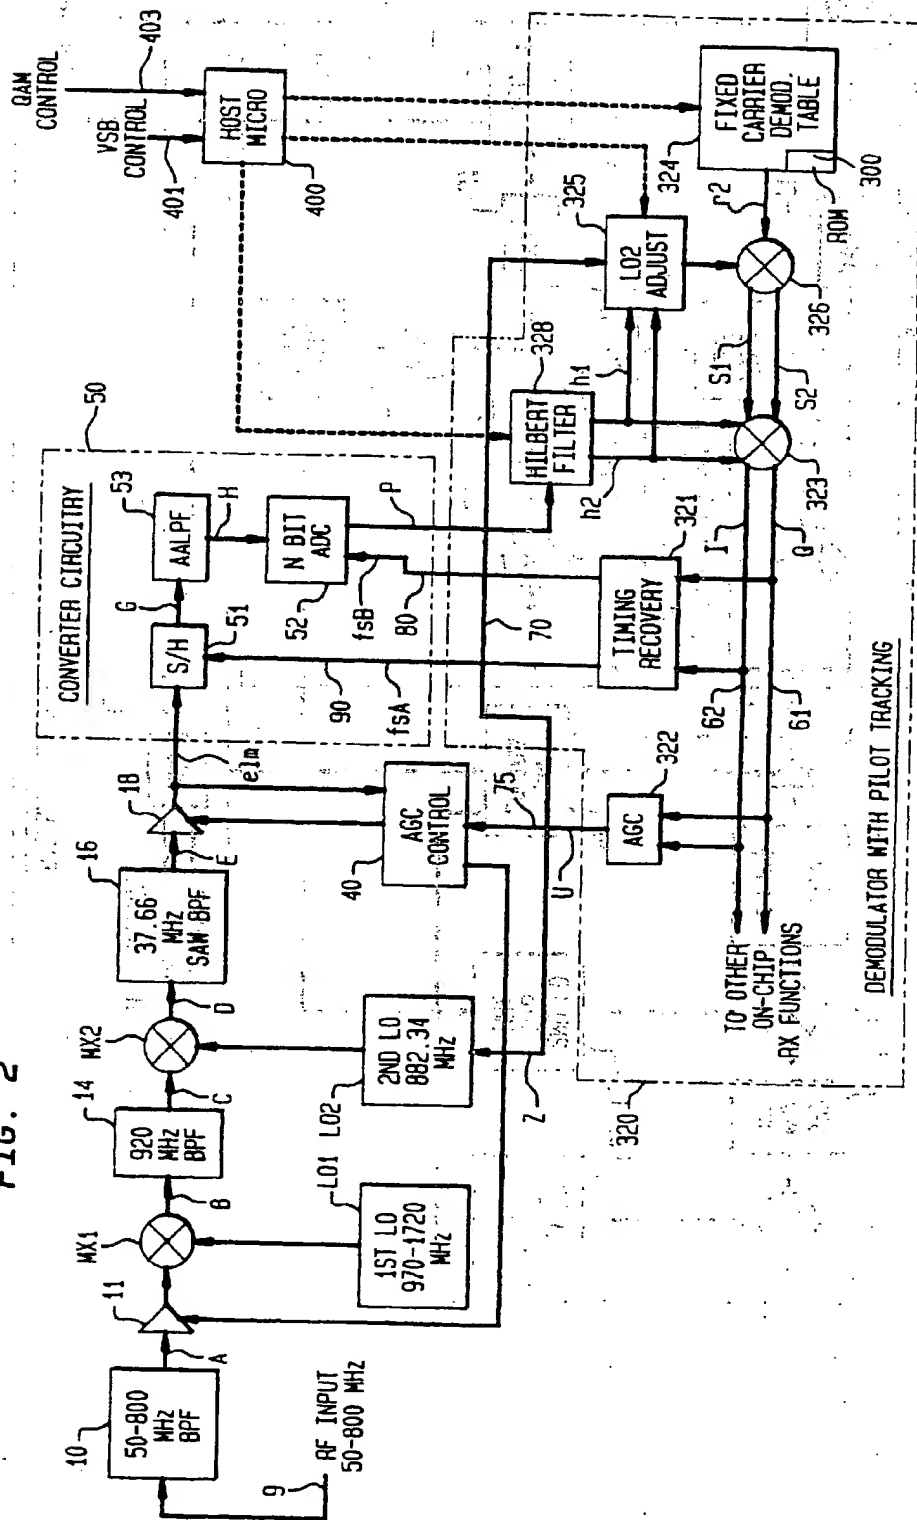 FIG. 2
9
RF INPUT
50-800 MHz
10
50-800
MHz
BPF
A
11
MX1
B
1ST LO
970-1720
MHz
LO1
14
920
MHz
BPF
C
MX2
D
2ND LO
882.34
MHz
LO2
Z
16
37.66
MHz
SAW BPF
E
18
elm
AGC
CONTROL
40
U
75
70
CONVERTER CIRCUITRY
50
S/H
51
G
AALPF
53
H
N BIT
ADC
52
fsB
80
P
90
fsA
QAM
CONTROL
403
VSB
CONTROL
401
HOST
MICRO
400
HILBERT
FILTER
328
h1
h2
LO2
ADJUST
325
FIXED
CARRIER
DEMOD.
TABLE
324
ROM
300
r2
326
S1
S2
323
I
Q
TIMING
RECOVERY
321
62
61
AGC
322
TO OTHER
ON-CHIP
RX FUNCTIONS
320
DEMODULATOR WITH PILOT TRACKING